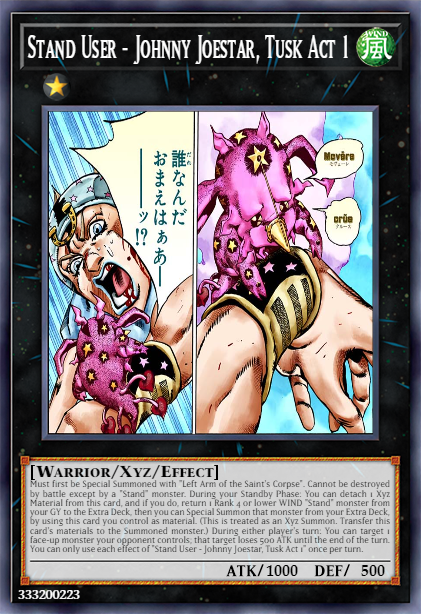 Stand User - Johnny Joestar, Tusk Act 1
WIND
風
誰なんだ
だれ
おまえはぁあ―
―ッ!?
Movēre
モヴェーレ
crūe
クルース
[Warrior/Xyz/Effect]
Must first be Special Summoned with "Left Arm of the Saint's Corpse". Cannot be destroyed
by battle except by a "Stand" monster. During your Standby Phase: You can detach 1 Xyz
Material from this card, and if you do, return 1 Rank 4 or lower WIND "Stand" monster from
your GY to the Extra Deck, then you can Special Summon that monster from your Extra Deck,
by using this card you control as material. (This is treated as an Xyz Summon. Transfer this
card's materials to the Summoned monster.) During either player's turn: You can target 1
face-up monster your opponent controls; that target loses 500 ATK until the end of the turn.
You can only use each effect of "Stand User - Johnny Joestar, Tusk Act 1" once per turn.
ATK/1000 DEF/ 500
333200223